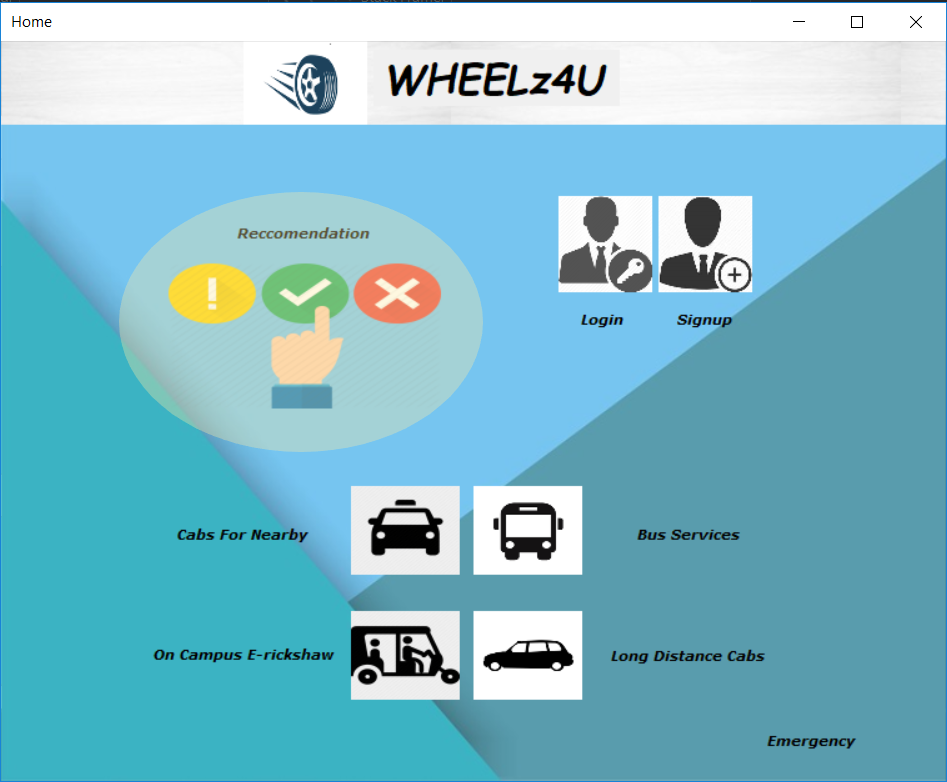 Home
WHEELz4U
Reccomendation
Login
Signup
Cabs For Nearby
Bus Services
On Campus E-rickshaw
Long Distance Cabs
Emergency